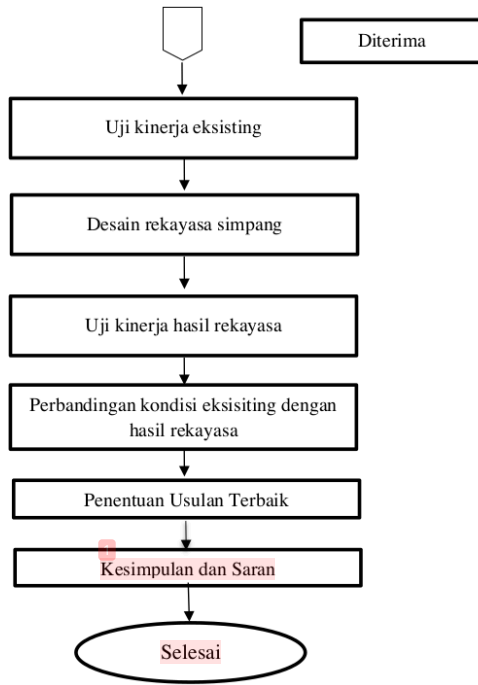 Diterima
Uji kinerja eksisting
Desain rekayasa simpang
Uji kinerja hasil rekayasa
Perbandingan kondisi eksisiting dengan
hasil rekayasa
Penentuan Usulan Terbaik
Kesimpulan dan Saran
Selesai